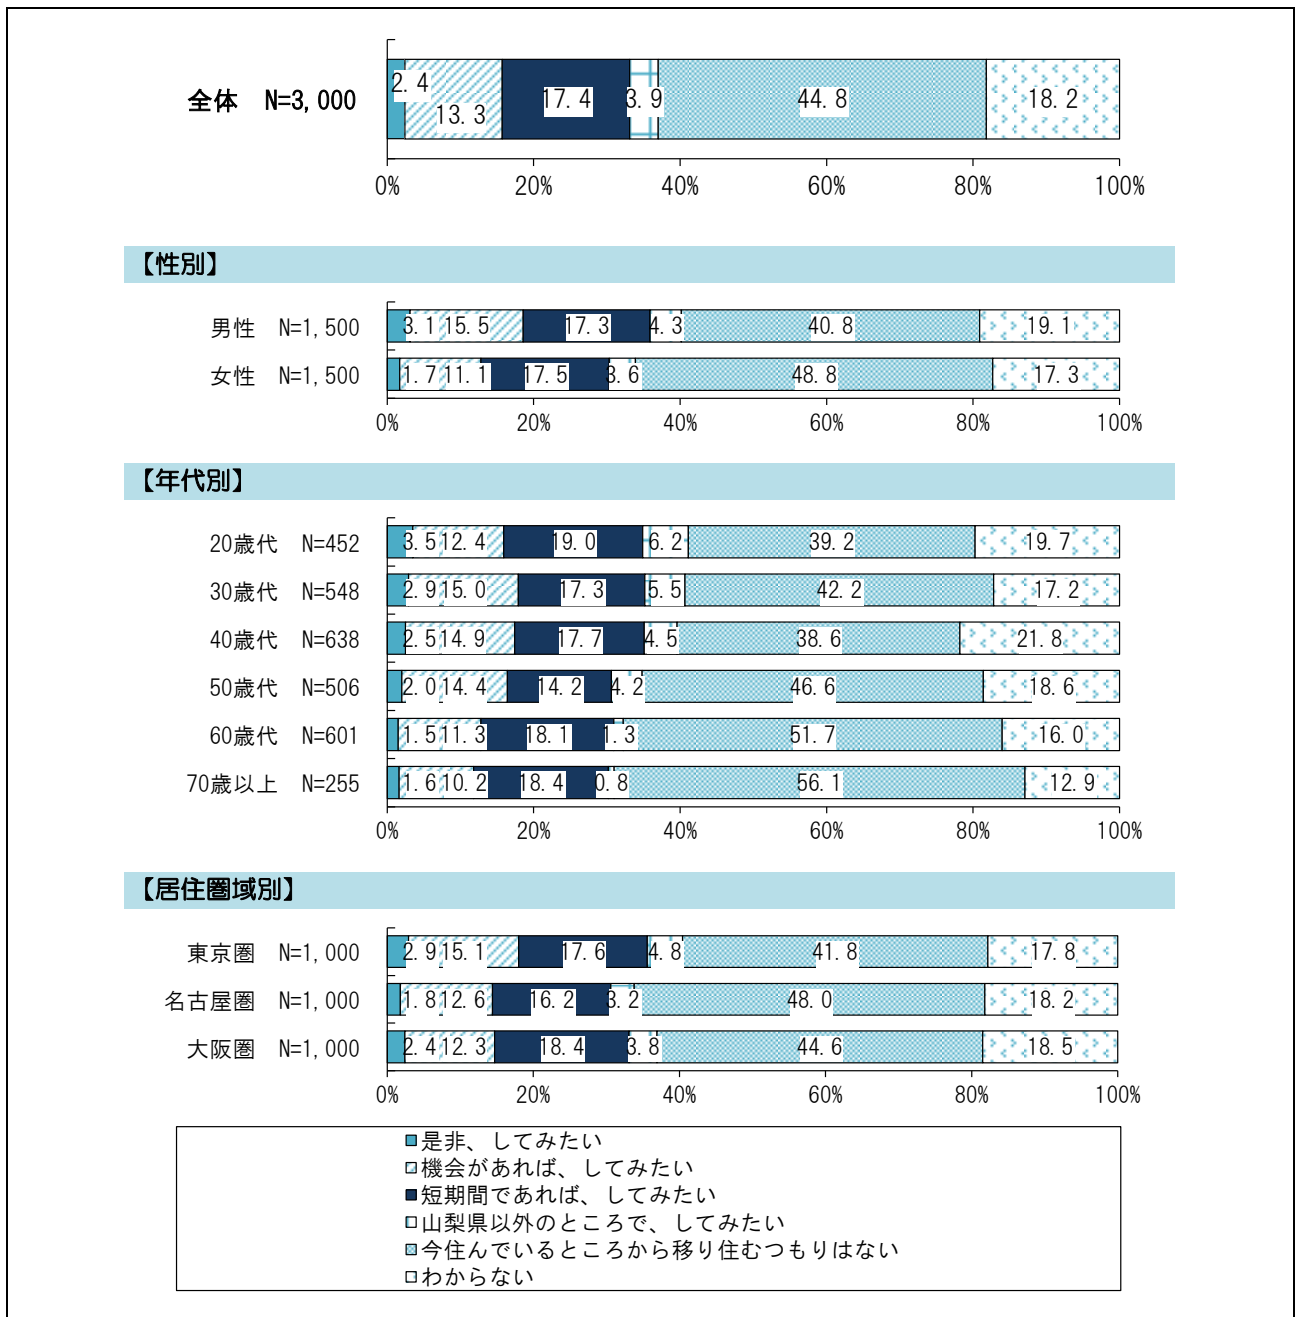 全体 N=3,000 2.4 13.3 17.4 3.9 44.8 18.2
0% 20% 40% 60% 80% 100%
【性別】
男性 N=1,500 3.1 15.5 17.3 4.3 40.8 19.1
女性 N=1,500 1.7 11.1 17.5 3.6 48.8 17.3
0% 20% 40% 60% 80% 100%
【年代別】
20歳代 N=452 3.5 12.4 19.0 6.2 39.2 19.7
30歳代 N=548 2.9 15.0 17.3 5.5 42.2 17.2
40歳代 N=638 2.5 14.9 17.7 4.5 38.6 21.8
50歳代 N=506 2.0 14.4 14.2 4.2 46.6 18.6
60歳代 N=601 1.5 11.3 18.1 1.3 51.7 16.0
70歳以上 N=255 1.6 10.2 18.4 0.8 56.1 12.9
0% 20% 40% 60% 80% 100%
【居住圏域別】
東京圏 N=1,000 2.9 15.1 17.6 4.8 41.8 17.8
名古屋圏 N=1,000 1.8 12.6 16.2 3.2 48.0 18.2
大阪圏 N=1,000 2.4 12.3 18.4 3.8 44.6 18.5
0% 20% 40% 60% 80% 100%
是非、してみたい
機会があれば、してみたい
短期間であれば、してみたい
山梨県以外のところで、してみたい
今住んでいるところから移り住むつもりはない
わからない